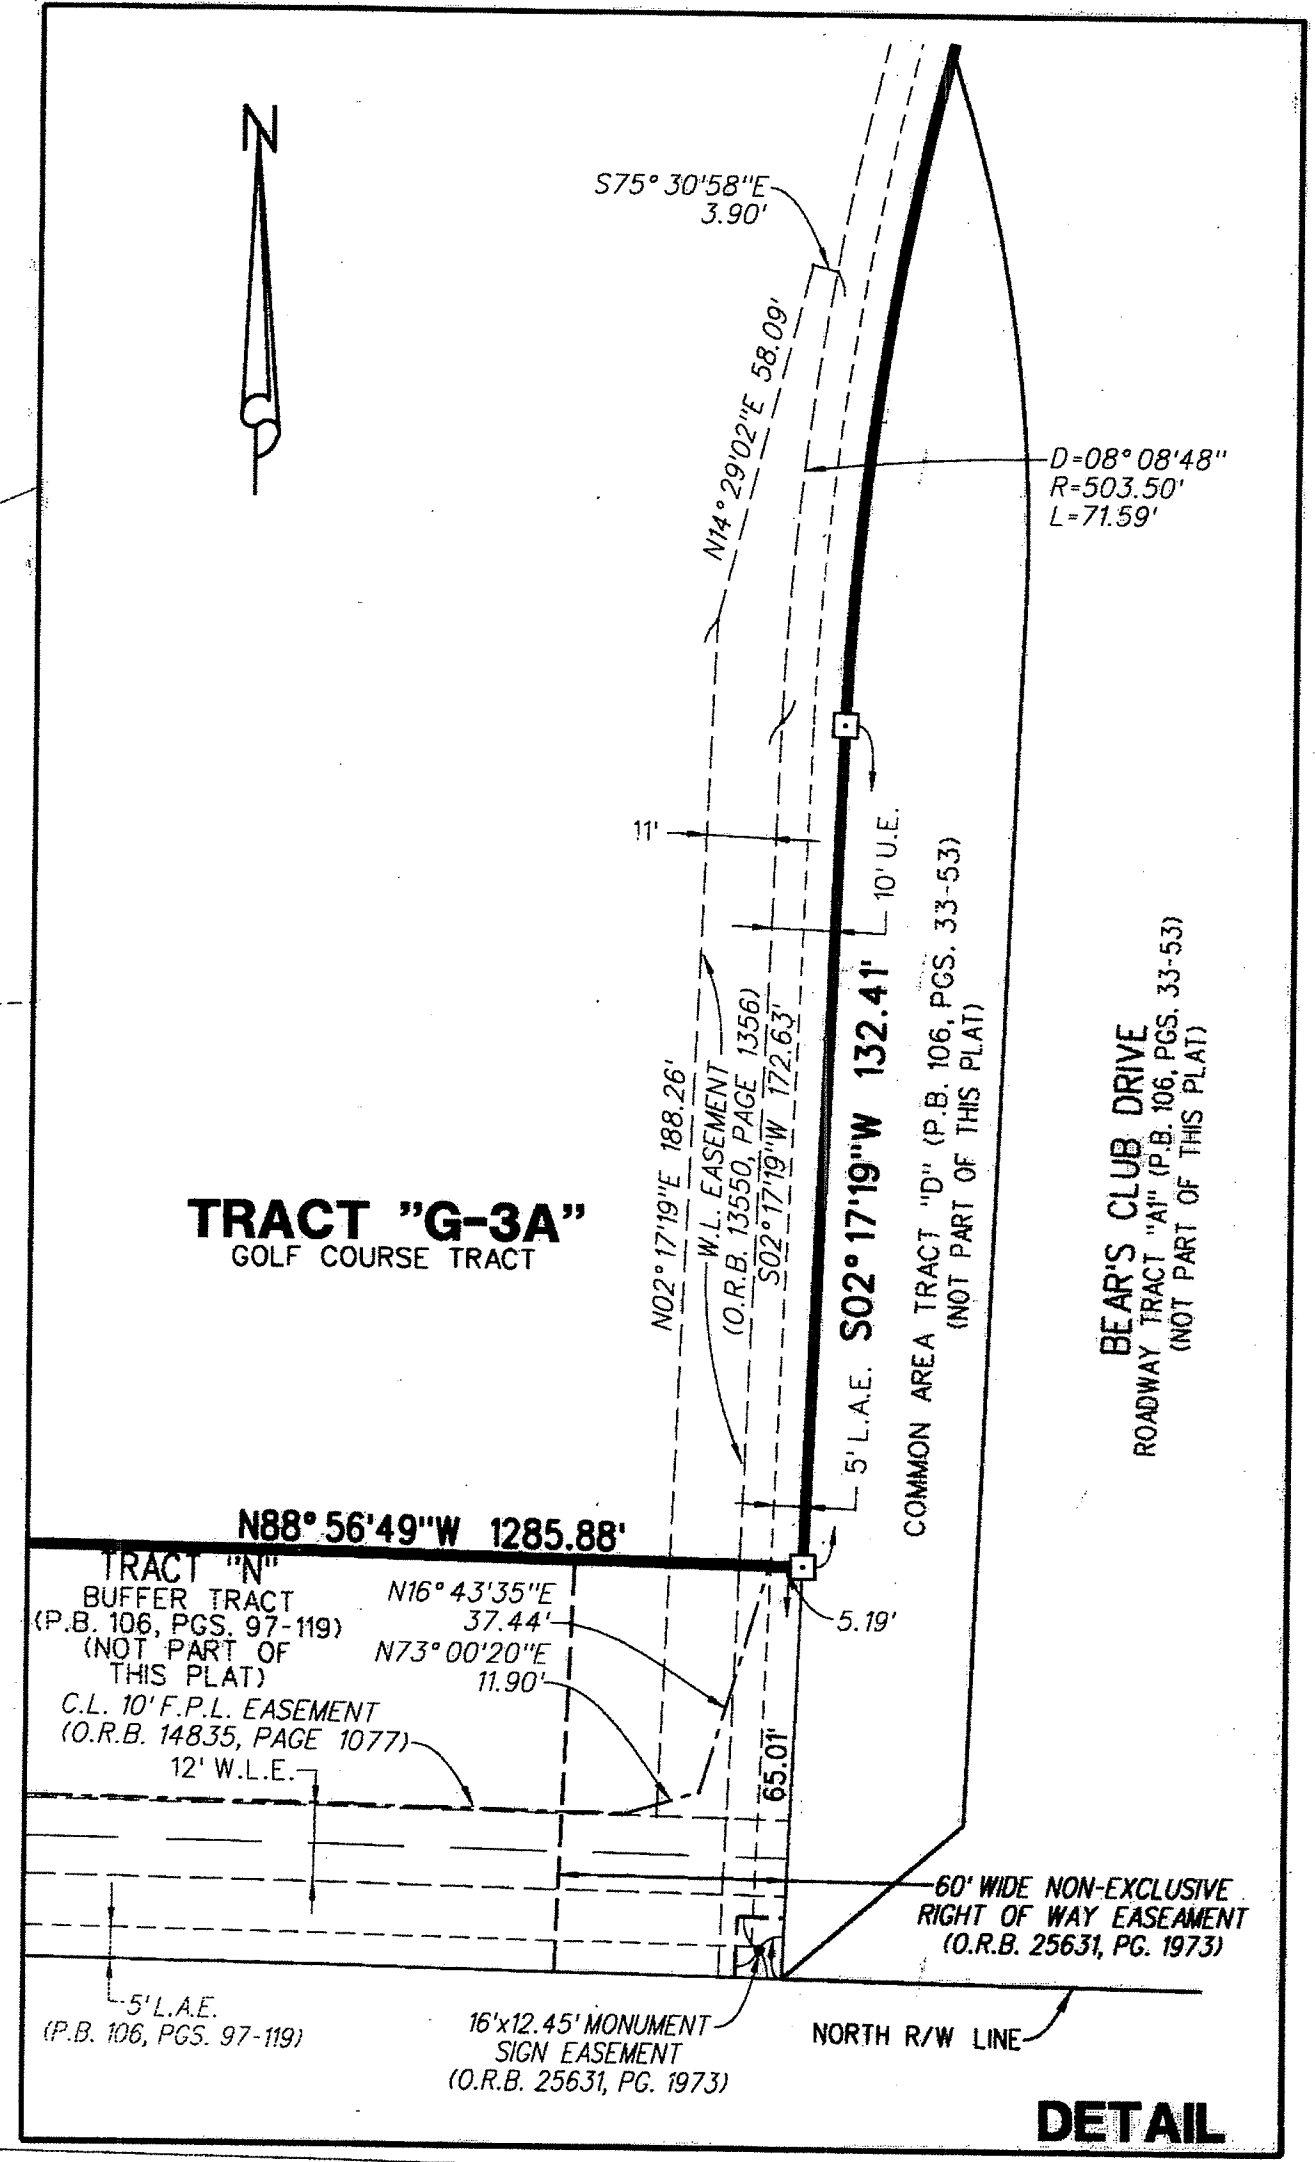 N
S75°30'58"E
3.90'
N14°29'02"E 58.09'
D=08°08'48"
R=503.50'
L=71.59'
11'
10' U.E.
N02°17'19"E 188.26'
W.L. EASEMENT
(O.R.B. 13550, PAGE 1356)
S02°17'19"W 172.63'
S02°17'19"W 132.41'
5' L.A.E.
COMMON AREA TRACT "D" (P.B. 106, PGS. 33-53)
(NOT PART OF THIS PLAT)
BEAR'S CLUB DRIVE
ROADWAY TRACT "A1" (P.B. 106, PGS. 33-53)
(NOT PART OF THIS PLAT)
TRACT "G-3A"
GOLF COURSE TRACT
N88°56'49"W 1285.88'
TRACT "N"
BUFFER TRACT
(P.B. 106, PGS. 97-119)
(NOT PART OF
THIS PLAT)
N16°43'35"E
37.44'
N73°00'20"E
11.90'
5.19'
C.L. 10' F.P.L. EASEMENT
(O.R.B. 14835, PAGE 1077)
12' W.L.E.
65.01'
60' WIDE NON-EXCLUSIVE
RIGHT OF WAY EASEAMENT
(O.R.B. 25631, PG. 1973)
5' L.A.E.
(P.B. 106, PGS. 97-119)
16'x12.45' MONUMENT
SIGN EASEMENT
(O.R.B. 25631, PG. 1973)
NORTH R/W LINE
DETAIL